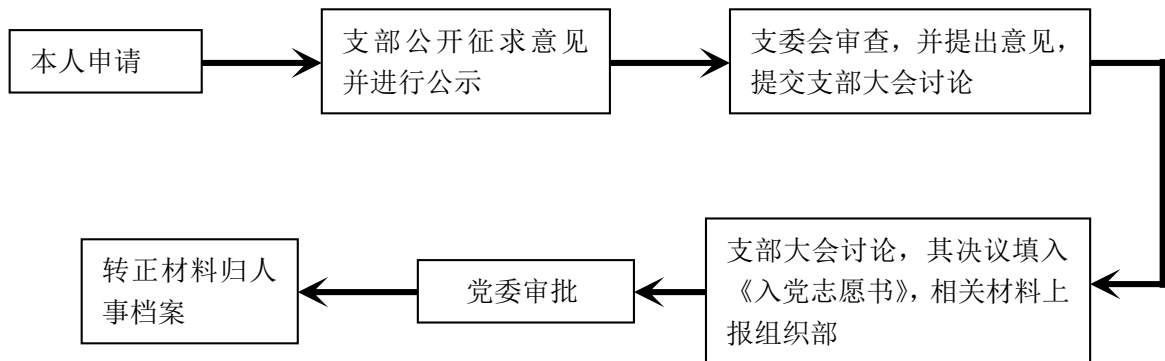 本人申请
支部公开征求意见
并进行公示
支委会审查，并提出意见，
提交支部大会讨论
支部大会讨论，其决议填入
《入党志愿书》，相关材料上
报组织部
党委审批
转正材料归人
事档案